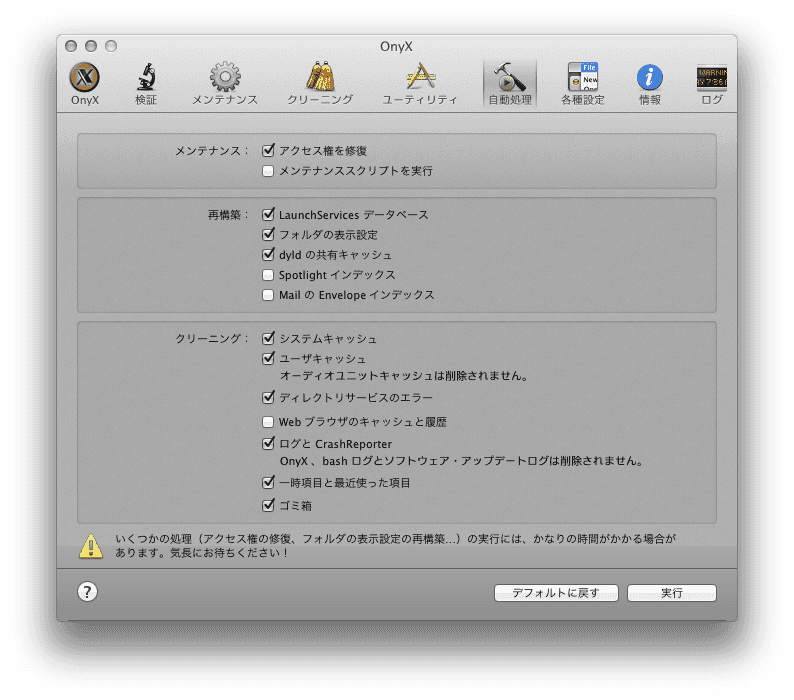 OnyX
OnyX 検証 メンテナンス クリーニング ユーティリティ 自動処理 各種設定 情報 ログ
メンテナンス： アクセス権を修復
メンテナンススクリプトを実行
再構築： LaunchServices データベース
フォルダの表示設定
dyld の共有キャッシュ
Spotlight インデックス
Mail の Envelope インデックス
クリーニング： システムキャッシュ
ユーザキャッシュ
オーディオユニットキャッシュは削除されません。
ディレクトリサービスのエラー
Web ブラウザのキャッシュと履歴
ログと CrashReporter
OnyX 、bash ログとソフトウェア・アップデートログは削除されません。
一時項目と最近使った項目
ゴミ箱
いくつかの処理（アクセス権の修復、フォルダの表示設定の再構築...）の実行には、かなりの時間がかかる場合が
あります。気長にお待ちください！
? デフォルトに戻す 実行